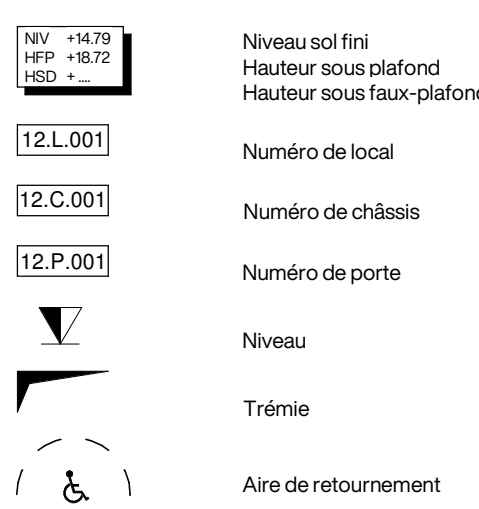 NIV +14.79 Niveau sol fini
HFP +18.72 Hauteur sous plafond
HSD + .... Hauteur sous faux-plafon
12.L.001 Numéro de local
12.C.001 Numéro de châssis
12.P.001 Numéro de porte
Niveau
Trémie
Aire de retournement